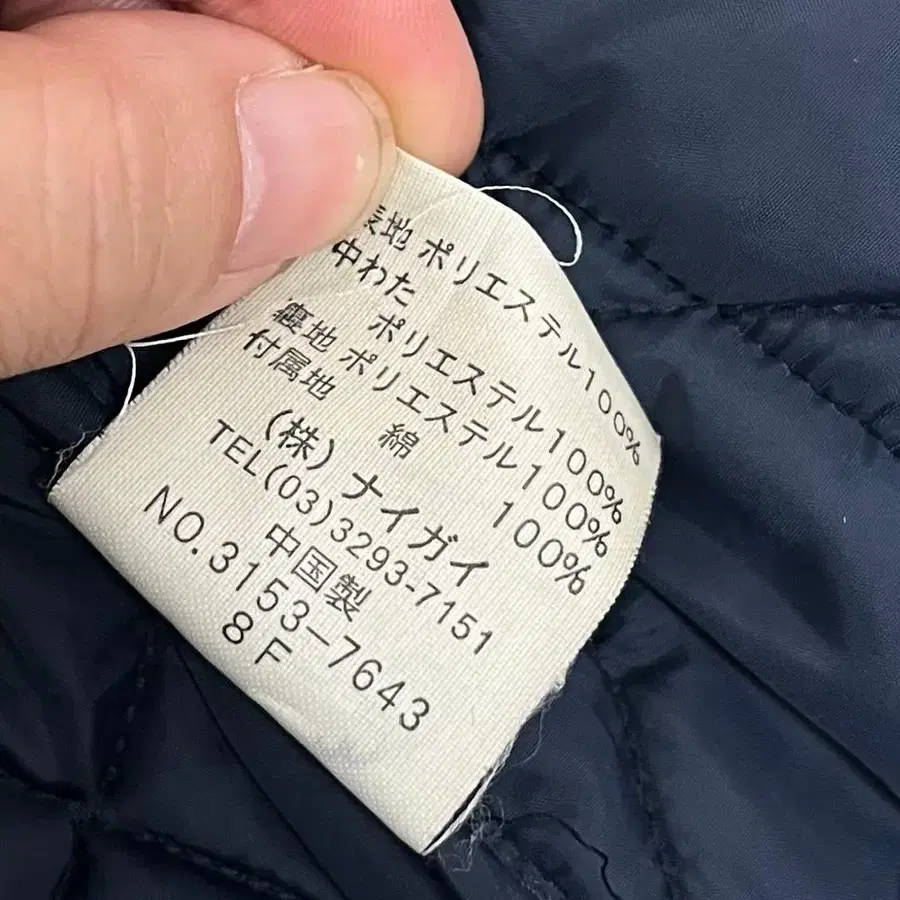 表地 ポリエステル100%
中わた ポリエステル100%
裏地 ポリエステル100%
付属地 綿 100%
(株) ナイガイ
TEL(03)3293-7151
中国製
NO.3153-7643
8F